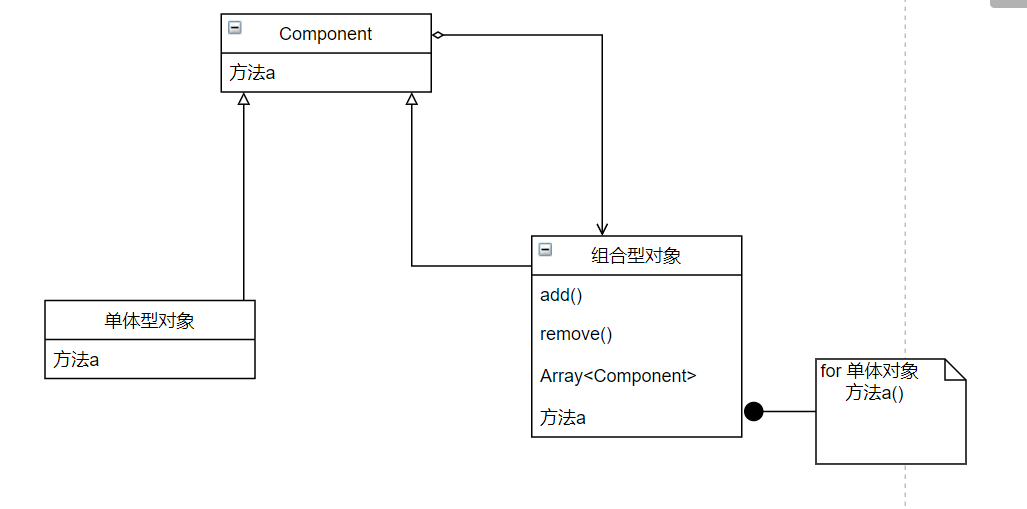 Component
方法a
组合型对象
add()
remove()
Array<Component>
方法a
单体型对象
方法a
for 单体对象
方法a()